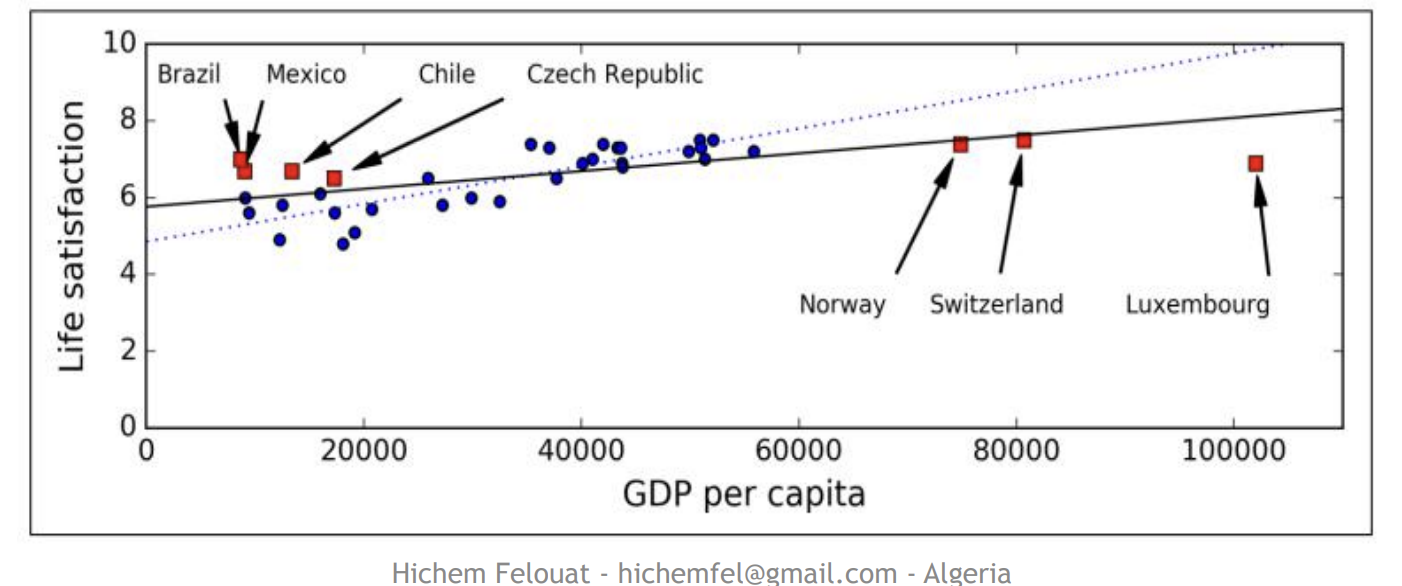 10
Brazil Mexico Chile Czech Republic
8
6
4
Norway Switzerland Luxembourg
2
0
Life satisfaction
0 20000 40000 60000 80000 100000
GDP per capita
Hichem Felouat - hichemfel@gmail.com - Algeria